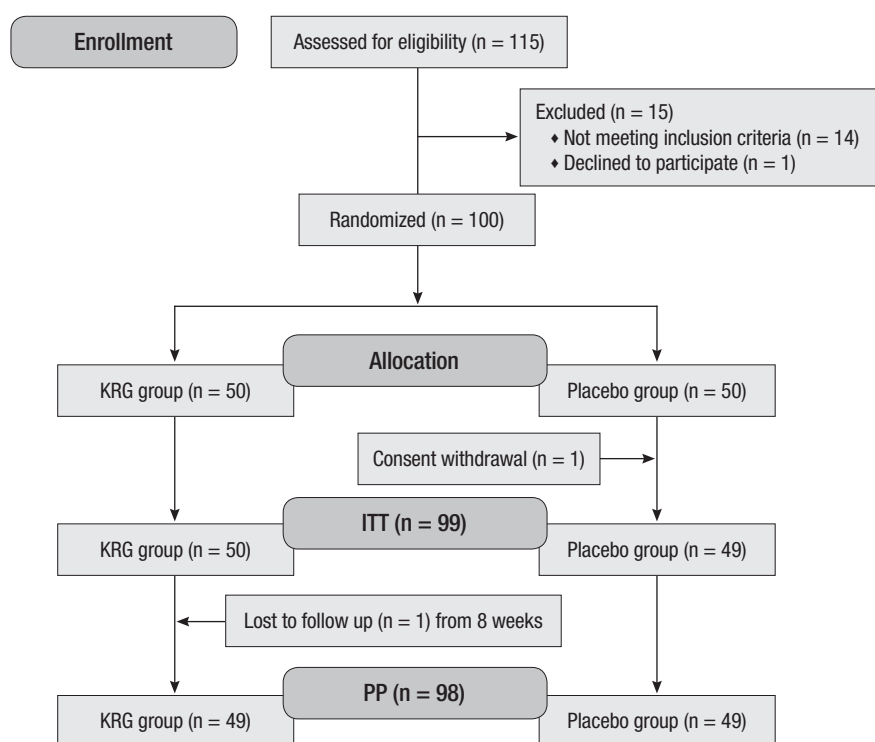 Enrollment
Assessed for eligibility (n = 115)
Excluded (n = 15)
♦ Not meeting inclusion criteria (n = 14)
♦ Declined to participate (n = 1)
Randomized (n = 100)
Allocation
KRG group (n = 50)
Placebo group (n = 50)
Consent withdrawal (n = 1)
ITT (n = 99)
KRG group (n = 50)
Placebo group (n = 49)
Lost to follow up (n = 1) from 8 weeks
PP (n = 98)
KRG group (n = 49)
Placebo group (n = 49)